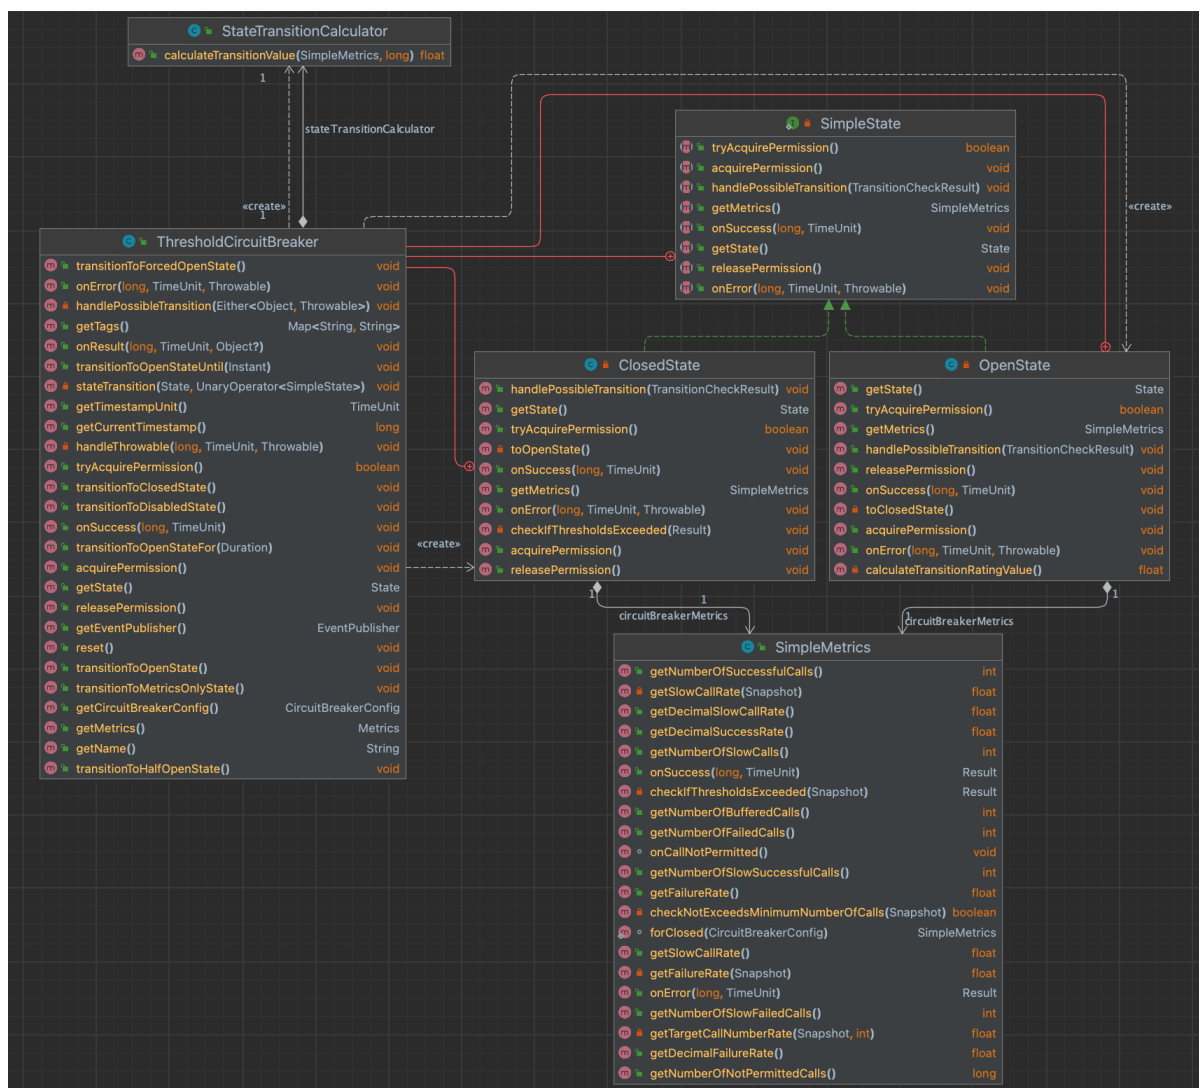 StateTransitionCalculator
calculateTransitionValue(SimpleMetrics, long) float
1
stateTransitionCalculator
«create»
1
SimpleState
tryAcquirePermission() boolean
acquirePermission() void
handlePossibleTransition(TransitionCheckResult) void
getMetrics() SimpleMetrics
onSuccess(long, TimeUnit) void
getState() State
releasePermission() void
onError(long, TimeUnit, Throwable) void
«create»
ThresholdCircuitBreaker
transitionToForcedOpenState() void
onError(long, TimeUnit, Throwable) void
handlePossibleTransition(Either<Object, Throwable>) void
getTags() Map<String, String>
onResult(long, TimeUnit, Object?) void
transitionToOpenStateUntil(Instant) void
stateTransition(State, UnaryOperator<SimpleState>) void
getTimestampUnit() TimeUnit
getCurrentTimestamp() long
handleThrowable(long, TimeUnit, Throwable) void
tryAcquirePermission() boolean
transitionToClosedState() void
transitionToDisabledState() void
onSuccess(long, TimeUnit) void
transitionToOpenStateFor(Duration) void
acquirePermission() void
getState() State
releasePermission() void
getEventPublisher() EventPublisher
reset() void
transitionToOpenState() void
transitionToMetricsOnlyState() void
getCircuitBreakerConfig() CircuitBreakerConfig
getMetrics() Metrics
getName() String
transitionToHalfOpenState() void
«create»
ClosedState
handlePossibleTransition(TransitionCheckResult) void
getState() State
tryAcquirePermission() boolean
toOpenState() void
onSuccess(long, TimeUnit) void
getMetrics() SimpleMetrics
onError(long, TimeUnit, Throwable) void
checkIfThresholdsExceeded(Result) void
acquirePermission() void
releasePermission() void
OpenState
getState() State
tryAcquirePermission() boolean
getMetrics() SimpleMetrics
handlePossibleTransition(TransitionCheckResult) void
releasePermission() void
onSuccess(long, TimeUnit) void
toClosedState() void
acquirePermission() void
onError(long, TimeUnit, Throwable) void
calculateTransitionRatingValue() float
1
1
circuitBreakerMetrics
1
1
circuitBreakerMetrics
SimpleMetrics
getNumberOfSuccessfulCalls() int
getSlowCallRate(Snapshot) float
getDecimalSlowCallRate() float
getDecimalSuccessRate() float
getNumberOfSlowCalls() int
onSuccess(long, TimeUnit) Result
checkIfThresholdsExceeded(Snapshot) Result
getNumberOfBufferedCalls() int
getNumberOfFailedCalls() int
onCallNotPermitted() void
getNumberOfSlowSuccessfulCalls() int
getFailureRate() float
checkNotExceedsMinimumNumberOfCalls(Snapshot) boolean
forClosed(CircuitBreakerConfig) SimpleMetrics
getSlowCallRate() float
getFailureRate(Snapshot) float
onError(long, TimeUnit) Result
getNumberOfSlowFailedCalls() int
getTargetCallNumberRate(Snapshot, int) float
getDecimalFailureRate() float
getNumberOfNotPermittedCalls() long